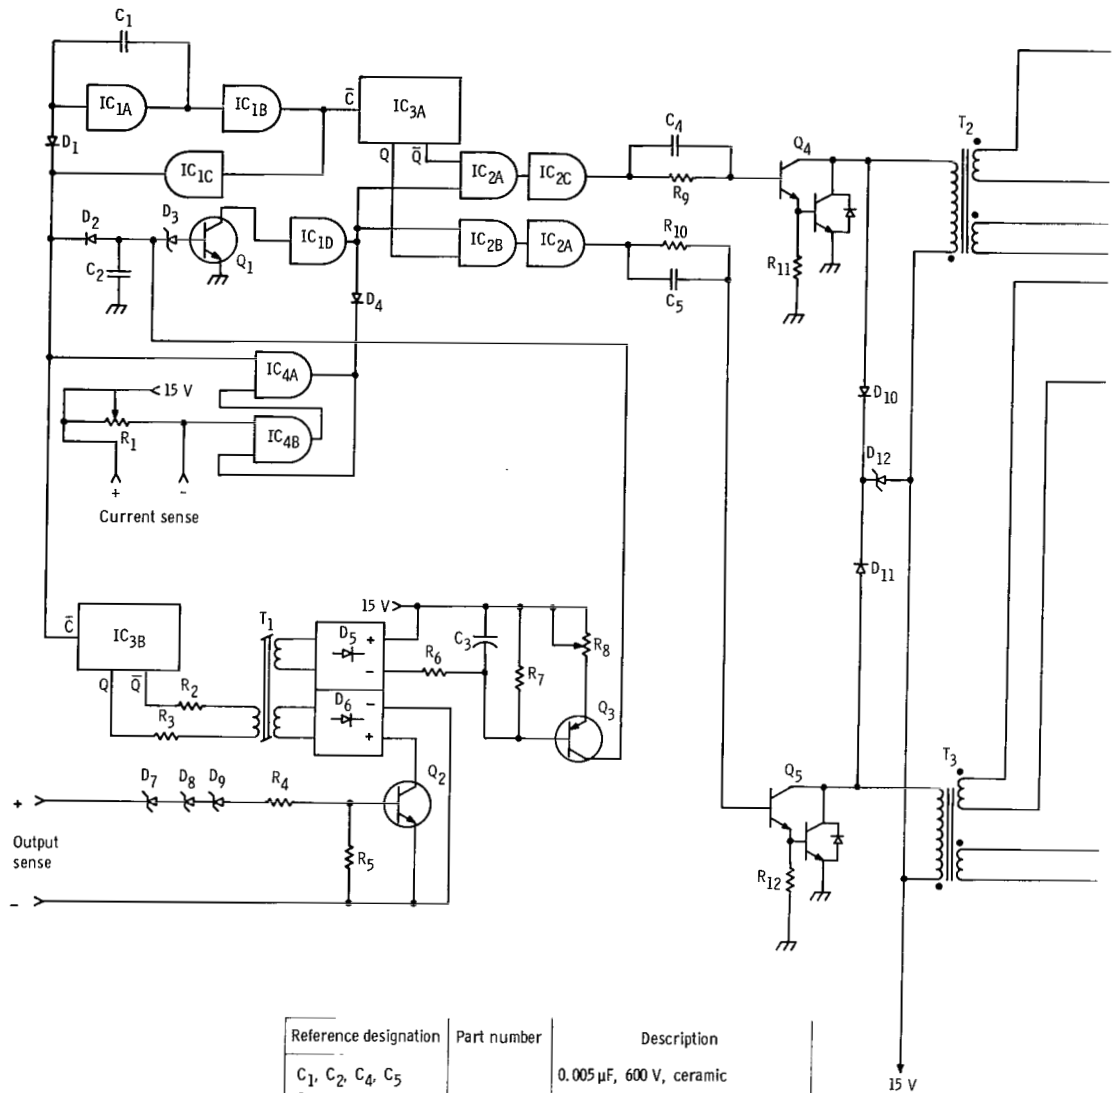 C1
IC1A
IC1B
C̅
IC3A
Q
Q̅
D1
IC1C
IC2A
IC2C
C4
R9
Q4
T2
D2
D3
Q1
C2
IC1D
IC2B
IC2A
R10
C5
R11
D4
15 V
R1
IC4A
IC4B
+
-
Current sense
D10
D12
D11
C̅
IC3B
Q
Q̅
R2
R3
T1
15 V
D5
+
-
D6
-
+
R6
C3
R7
R8
Q3
D7
D8
D9
R4
Q2
R5
+
Output
sense
-
Q5
T3
R12
15 V
Reference designation Part number Description
C1, C2, C4, C5 0.005 μF, 600 V, ceramic